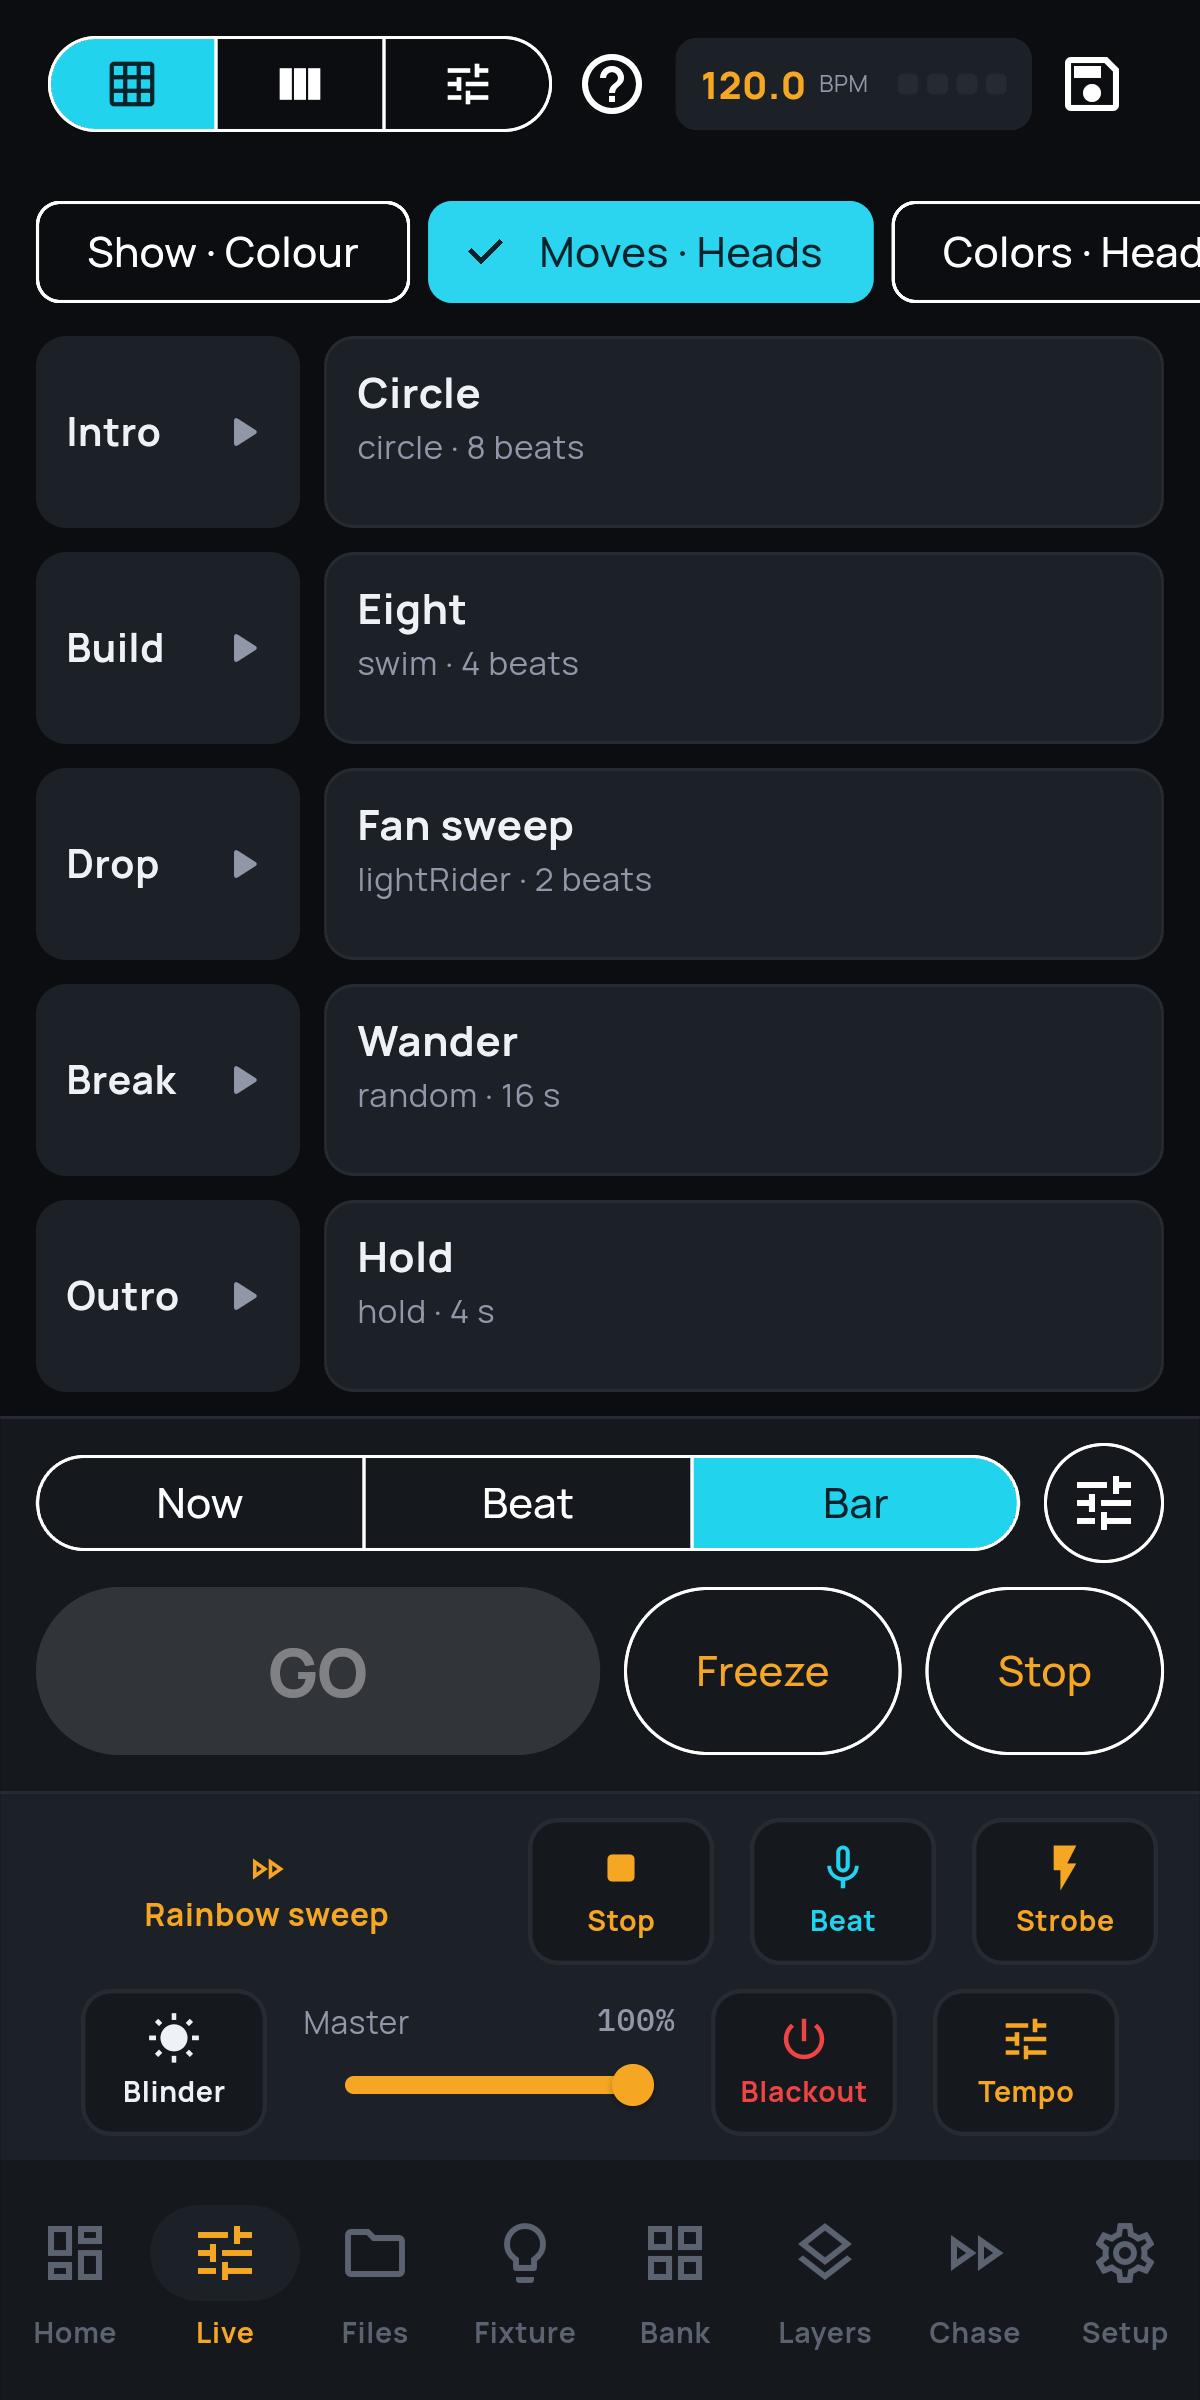 120.0 BPM
Show · Colour
Moves · Heads
Colors · Head
Intro
Circle
circle · 8 beats
Build
Eight
swim · 4 beats
Drop
Fan sweep
lightRider · 2 beats
Break
Wander
random · 16 s
Outro
Hold
hold · 4 s
Now
Beat
Bar
GO
Freeze
Stop
Rainbow sweep
Stop
Beat
Strobe
Blinder
Master 100%
Blackout
Tempo
Home
Live
Files
Fixture
Bank
Layers
Chase
Setup